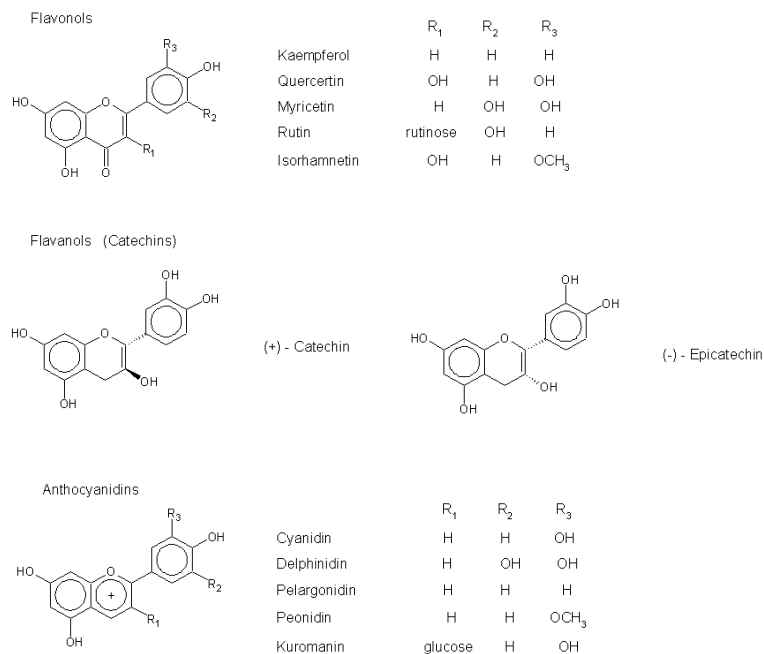 Flavonols
R1 R2 R3
Kaempferol H H H
Quercertin OH H OH
Myricetin H OH OH
Rutin rutinose OH H
Isorhamnetin OH H OCH3
R3
OH
HO
O
R2
R1
OH
O
Flavanols (Catechins)
OH
OH
HO
O
OH
OH
(+) - Catechin
OH
OH
HO
O
OH
OH
(-) - Epicatechin
Anthocyanidins
R1 R2 R3
Cyanidin H H OH
Delphinidin H OH OH
Pelargonidin H H H
Peonidin H H OCH3
Kuromanin glucose H OH
R3
OH
HO
O
+
R2
R1
OH